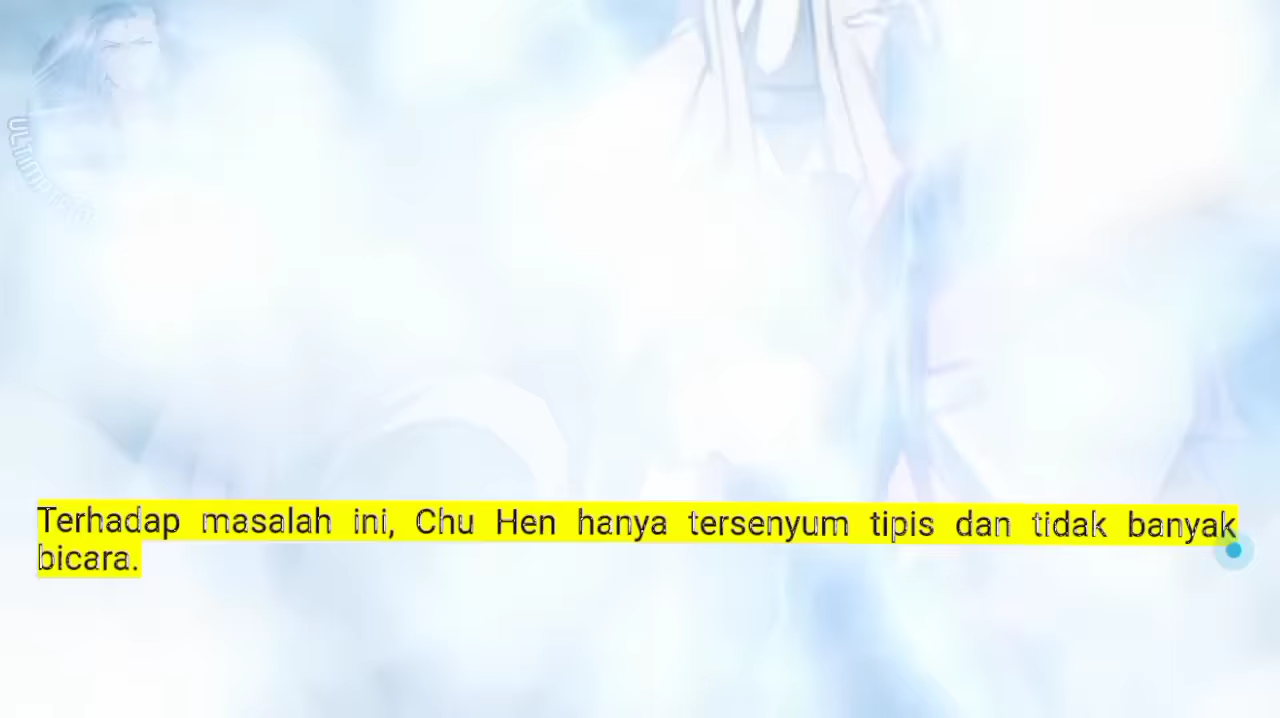 Terhadap masalah ini, Chu Hen hanya tersenyum tipis dan tidak banyak
bicara.